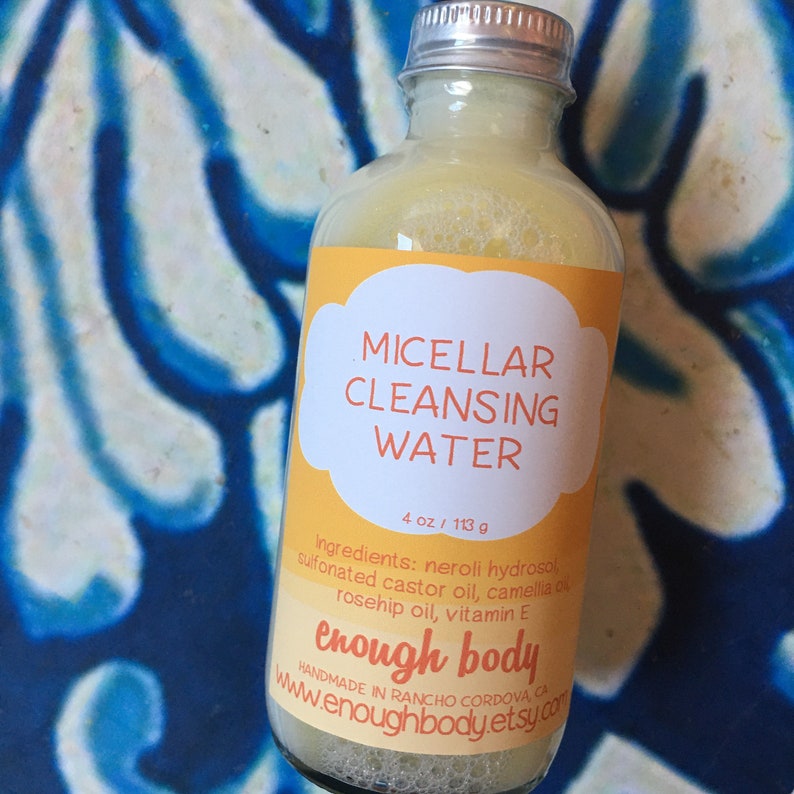 MICELLAR
CLEANSING
WATER
4 oz / 113 g
Ingredients: neroli hydrosol,
sulfonated castor oil, camellia oil,
rosehip oil, vitamin E
enough body
HANDMADE IN RANCHO CORDOVA, CA
www.enoughbody.etsy.com